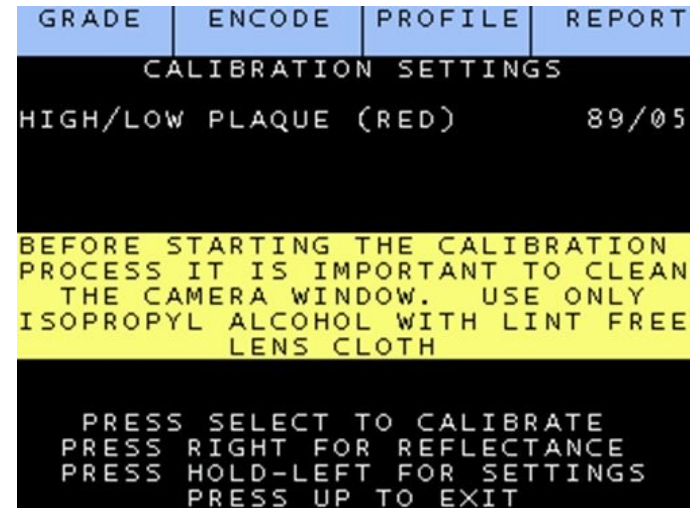 GRADE ENCODE PROFILE REPORT
CALIBRATION SETTINGS
HIGH/LOW PLAQUE (RED) 89/05
BEFORE STARTING THE CALIBRATION
PROCESS IT IS IMPORTANT TO CLEAN
THE CAMERA WINDOW. USE ONLY
ISOPROPYL ALCOHOL WITH LINT FREE
LENS CLOTH
PRESS SELECT TO CALIBRATE
PRESS RIGHT FOR REFLECTANCE
PRESS HOLD-LEFT FOR SETTINGS
PRESS UP TO EXIT